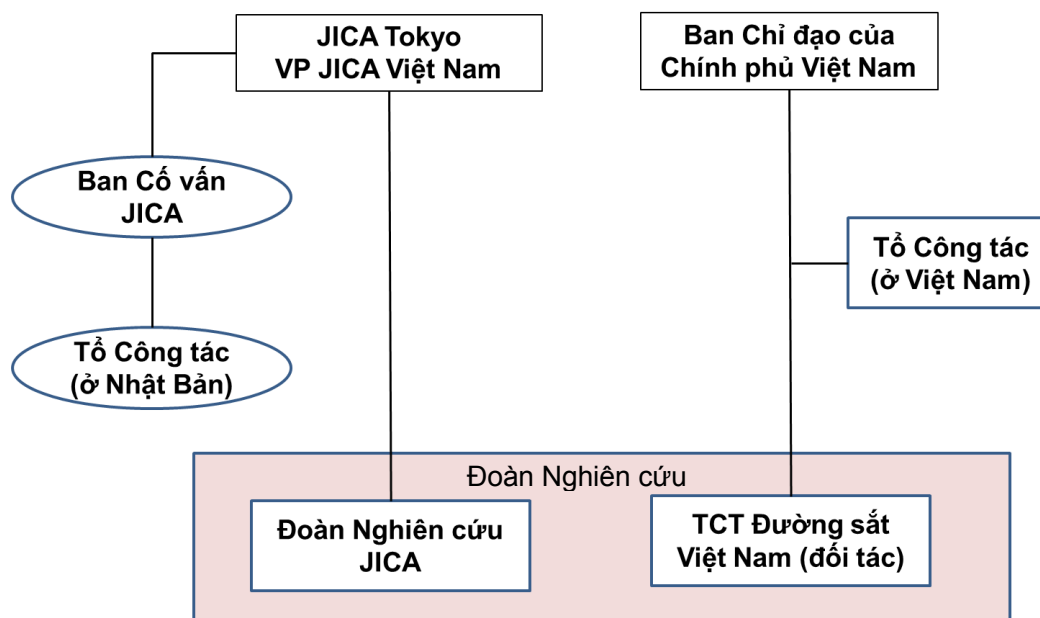 JICA Tokyo
VP JICA Việt Nam
Ban Chỉ đạo của
Chính phủ Việt Nam
Ban Cố vấn
JICA
Tổ Công tác
(ở Việt Nam)
Tổ Công tác
(ở Nhật Bản)
Đoàn Nghiên cứu
Đoàn Nghiên cứu
JICA
TCT Đường sắt
Việt Nam (đối tác)